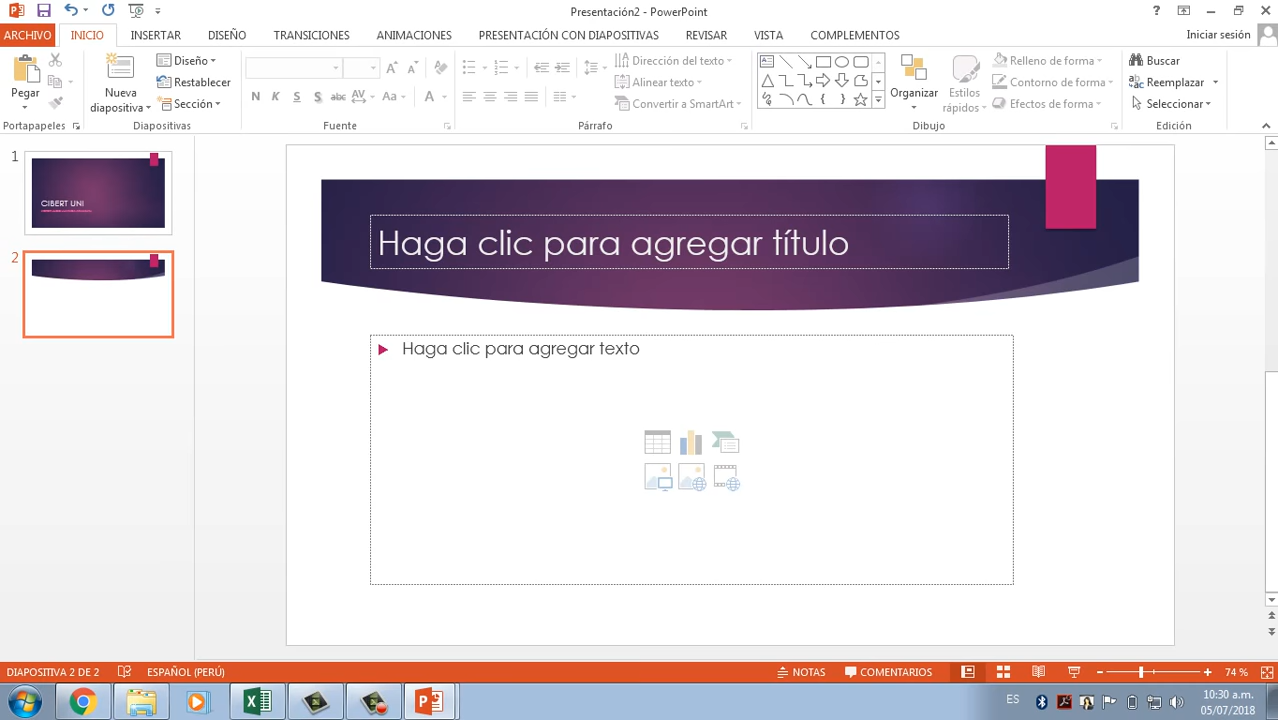 Presentación2 - PowerPoint
ARCHIVO INICIO INSERTAR DISEÑO TRANSICIONES ANIMACIONES PRESENTACIÓN CON DIAPOSITIVAS REVISAR VISTA COMPLEMENTOS Iniciar sesión
Pegar
Portapapeles
Nueva
diapositiva
Diseño
Restablecer
Sección
Diapositivas
N K S S abc AV Aa A
Fuente
Dirección del texto
Alinear texto
Convertir a SmartArt
Párrafo
Organizar
Estilos
rápidos
Relleno de forma
Contorno de forma
Efectos de forma
Dibujo
Buscar
Reemplazar
Seleccionar
Edición
1
CIBERT UNI
2
Haga clic para agregar título
Haga clic para agregar texto
DIAPOSITIVA 2 DE 2 ESPAÑOL (PERÚ) NOTAS COMENTARIOS 74 %
ES
10:30 a.m.
05/07/2018